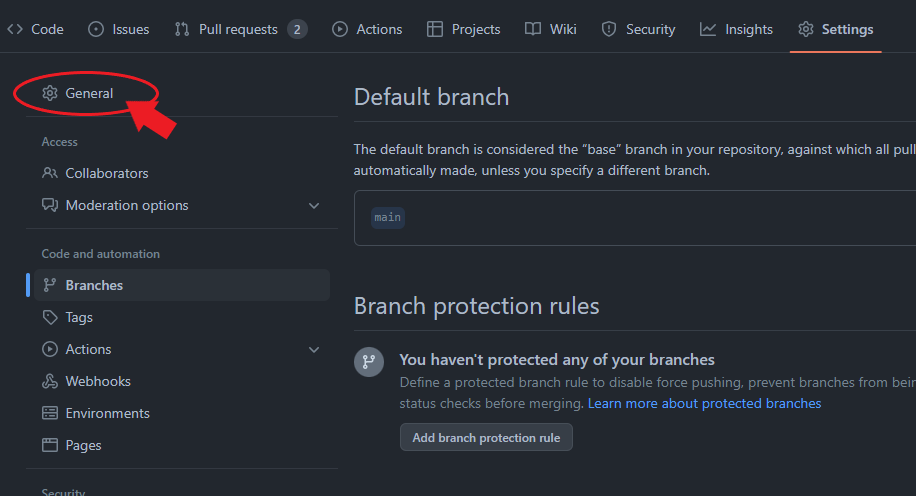 Code Issues Pull requests 2 Actions Projects Wiki Security Insights Settings
General
Access
Collaborators
Moderation options
Code and automation
Branches
Tags
Actions
Webhooks
Environments
Pages
Security
Default branch
The default branch is considered the “base” branch in your repository, against which all pull
automatically made, unless you specify a different branch.
main
Branch protection rules
You haven't protected any of your branches
Define a protected branch rule to disable force pushing, prevent branches from bein
status checks before merging. Learn more about protected branches
Add branch protection rule